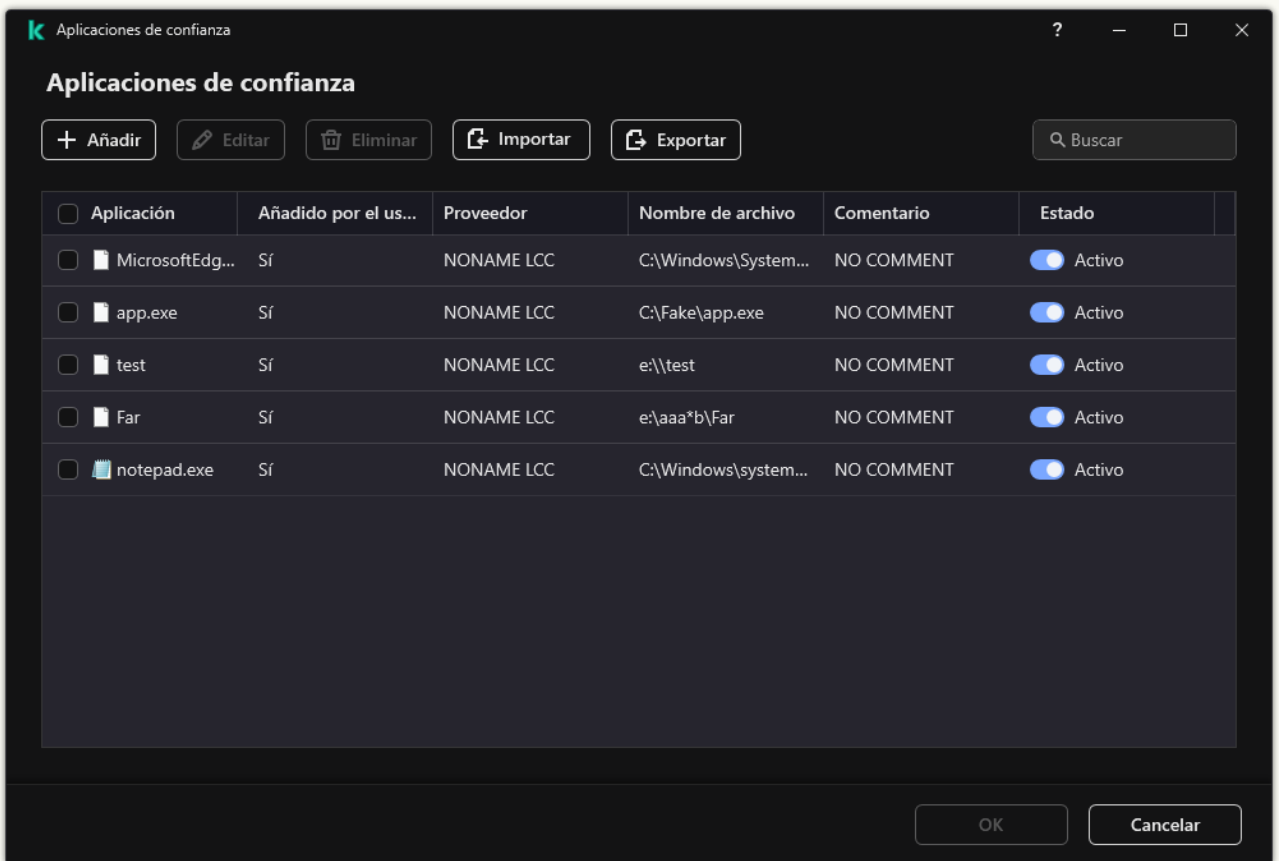 Aplicaciones de confianza
?
Aplicaciones de confianza
Añadir Editar Eliminar Importar Exportar Buscar
Aplicación Añadido por el us... Proveedor Nombre de archivo Comentario Estado
MicrosoftEdg... Sí NONAME LCC C:\Windows\System... NO COMMENT Activo
app.exe Sí NONAME LCC C:\Fake\app.exe NO COMMENT Activo
test Sí NONAME LCC e:\\test NO COMMENT Activo
Far Sí NONAME LCC e:\aaa*b\Far NO COMMENT Activo
notepad.exe Sí NONAME LCC C:\Windows\system... NO COMMENT Activo
OK Cancelar